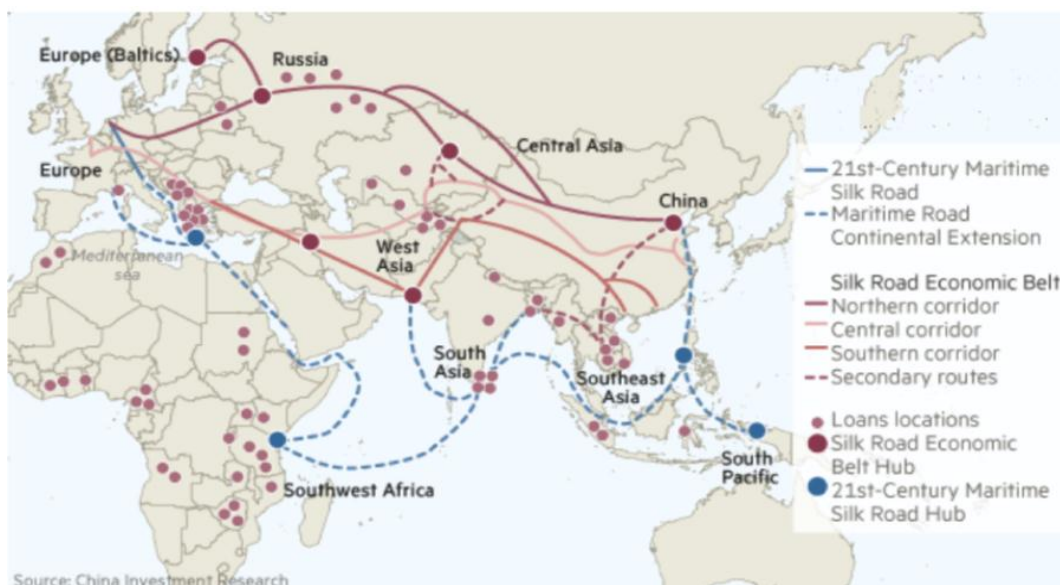 Europe (Baltics)
Russia
Central Asia
Europe
China
Mediterranean
sea
West
Asia
South
Asia
Southeast
Asia
South
Pacific
Southwest Africa
21st-Century Maritime
Silk Road
Maritime Road
Continental Extension
Silk Road Economic Belt
Northern corridor
Central corridor
Southern corridor
Secondary routes
Loans locations
Silk Road Economic
Belt Hub
21st-Century Maritime
Silk Road Hub
Source: China Investment Research